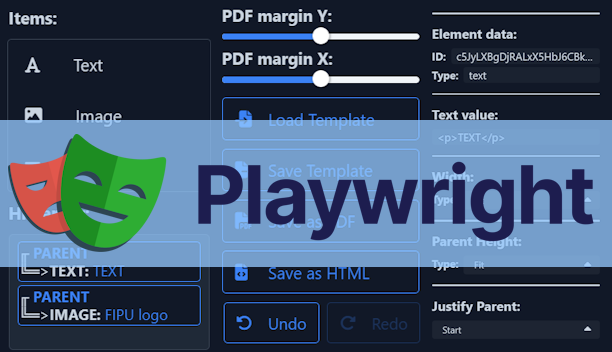 Items:
Text
Image
PARENT
TEXT: TEXT
PARENT
IMAGE: FIPU logo
PDF margin Y:
PDF margin X:
Load Template
Save Template
Save as PDF
Save as HTML
Undo
Redo
Playwright
Element data:
ID: c5JyLXBgDjRALxX5HbJ6CBk...
Type: text
Text value:
<p>TEXT</p>
Width:
Parent Height:
Type: Fit
Justify Parent:
Start